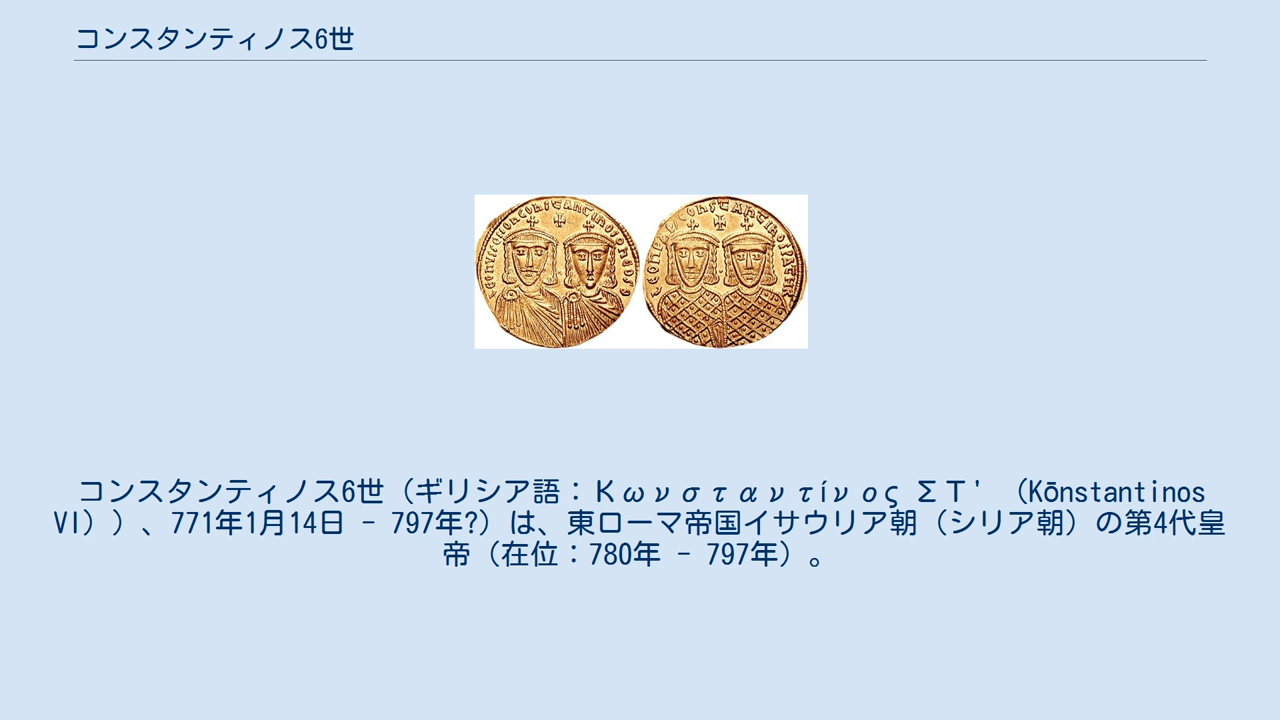 コンスタンティノス6世
コンスタンティノス6世（ギリシア語：Κωνσταντίνος ΣΤ' （Kōnstantinos
VI））、771年1月14日 - 797年?）は、東ローマ帝国イサウリア朝（シリア朝）の第4代皇
帝（在位：780年 - 797年）。